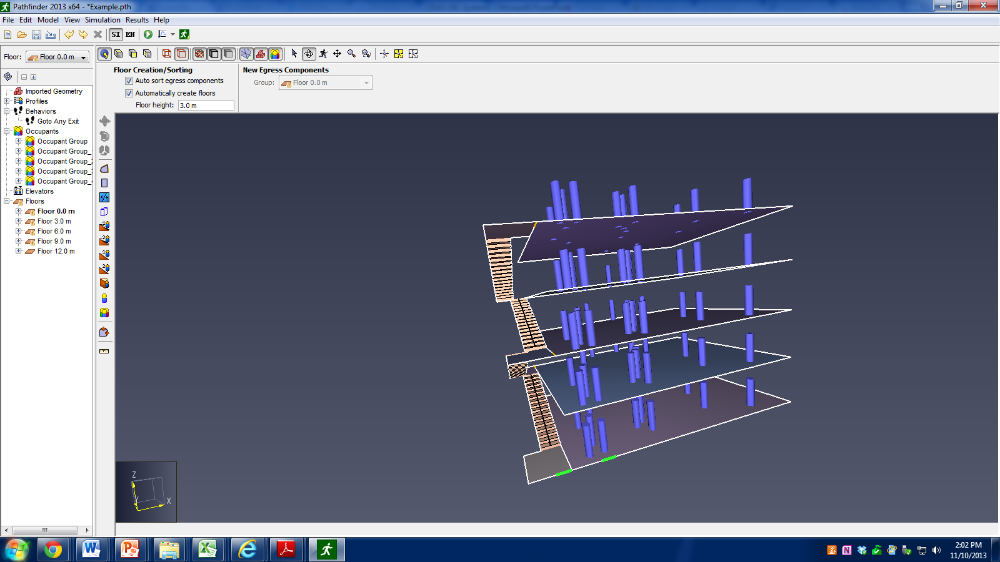 Pathfinder 2013 x64 - *Example.pth
File Edit Model View Simulation Results Help
SI EN
Floor: Floor 0.0 m
Floor Creation/Sorting
Auto sort egress components
Automatically create floors
Floor height: 3.0 m
New Egress Components
Group: Floor 0.0 m
Imported Geometry
Profiles
Behaviors
Goto Any Exit
Occupants
Occupant Group
Occupant Group_
Occupant Group_2
Occupant Group_3
Occupant Group_4
Elevators
Floors
Floor 0.0 m
Floor 3.0 m
Floor 6.0 m
Floor 9.0 m
Floor 12.0 m
Z
Y
X
2:02 PM
11/10/2013